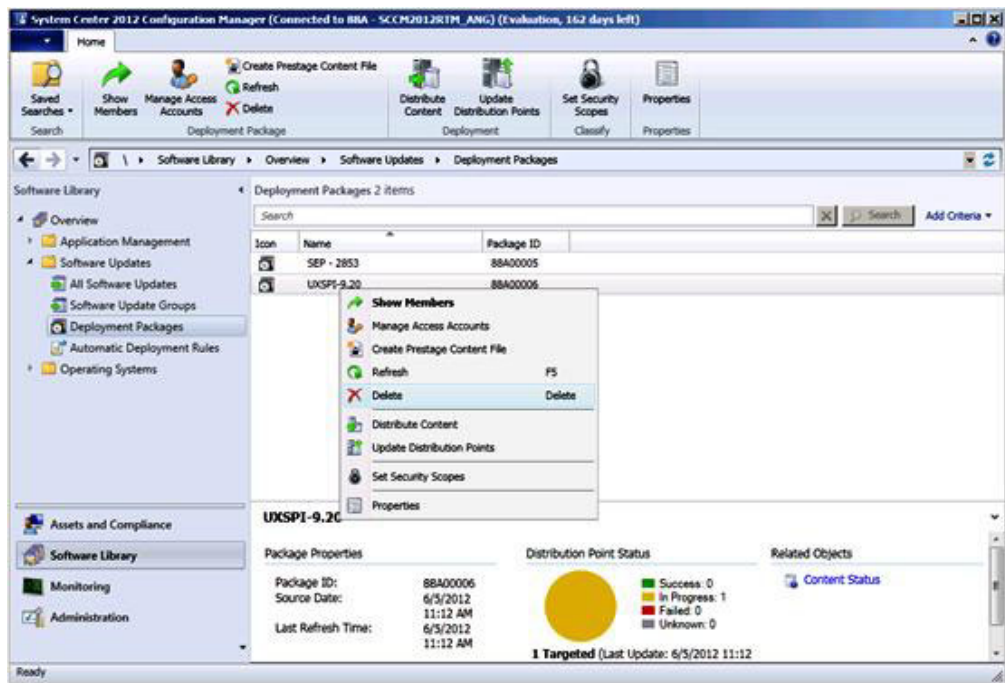 System Center 2012 Configuration Manager (Connected to 88A - SCCM2012RTM_ANG) (Evaluation, 162 days left)
Home
Saved Searches
Show Members
Manage Access Accounts
Create Prestage Content File
Refresh
Delete
Distribute Content
Update Distribution Points
Set Security Scopes
Properties
Search
Deployment Package
Deployment
Classify
Properties
\ Software Library Overview Software Updates Deployment Packages
Software Library
Overview
Application Management
Software Updates
All Software Updates
Software Update Groups
Deployment Packages
Automatic Deployment Rules
Operating Systems
Assets and Compliance
Software Library
Monitoring
Administration
Deployment Packages 2 items
Search
Search
Add Criteria
Icon Name Package ID
SEP - 2853 88A00005
UXSPI-9.20 88A00006
Show Members
Manage Access Accounts
Create Prestage Content File
Refresh F5
Delete Delete
Distribute Content
Update Distribution Points
Set Security Scopes
Properties
UXSPI-9.20
Package Properties
Package ID: 88A00006
Source Date: 6/5/2012
11:12 AM
Last Refresh Time: 6/5/2012
11:12 AM
Distribution Point Status
Success: 0
In Progress: 1
Failed: 0
Unknown: 0
1 Targeted (Last Update: 6/5/2012 11:12
Related Objects
Content Status
Ready